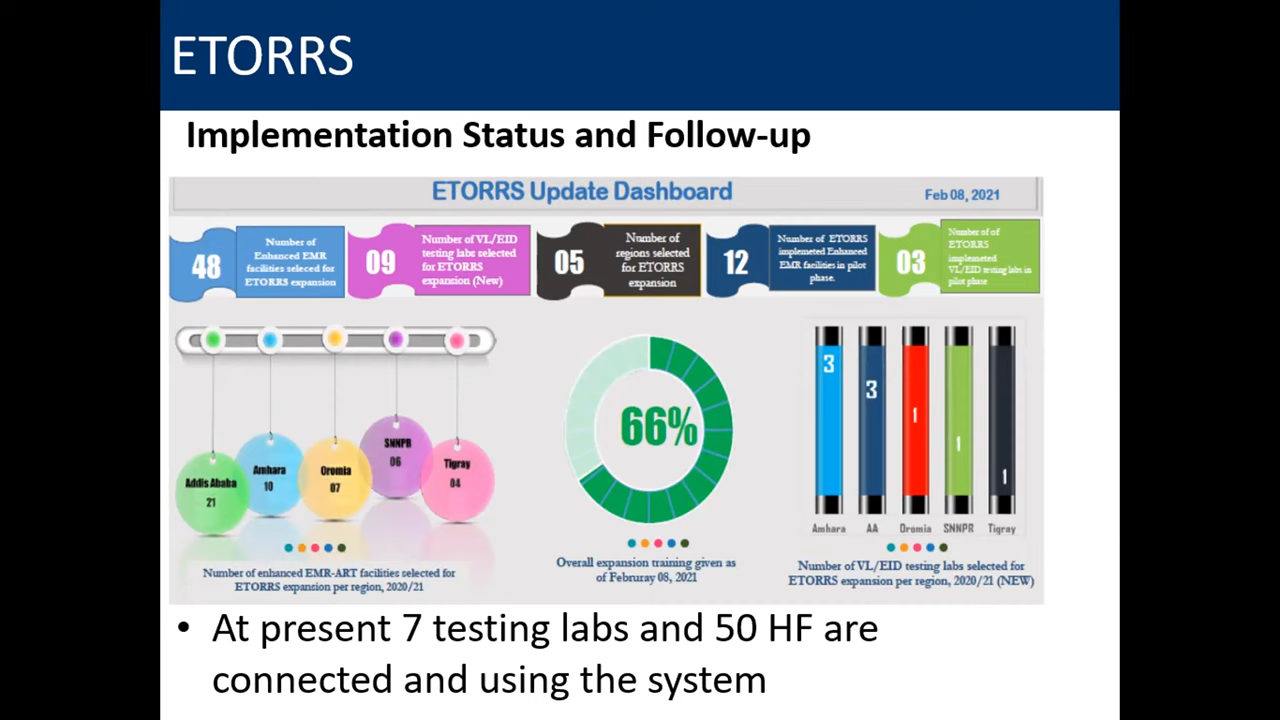 ETORRS
Implementation Status and Follow-up
ETORRS Update Dashboard
Feb 08, 2021
48
Number of
Enhanced EMR
facilities seleced for
ETORRS expansion
09
Number of VL/EID
testing labs selected
for ETORRS
expansion (New)
05
Number of
regions selected
for ETORRS
expansion
12
Number of ETORRS
implemeted Enhanced
EMR facilities in pilot
phase.
03
Number of of
ETORRS
implemeted
VL/EID testing labs in
pilot phase
Addis Ababa
21
Amhara
10
Oromia
07
SNNPR
06
Tigray
04
Number of enhanced EMR-ART facilities selected for
ETORRS expansion per region, 2020/21
66%
Overall expansion training given as
of Februray 08, 2021
3
3
1
1
1
Amhara
AA
Oromia
SNNPR
Tigray
Number of VL/EID testing labs selected for
ETORRS expansion per region, 2020/21 (NEW)
• At present 7 testing labs and 50 HF are
connected and using the system